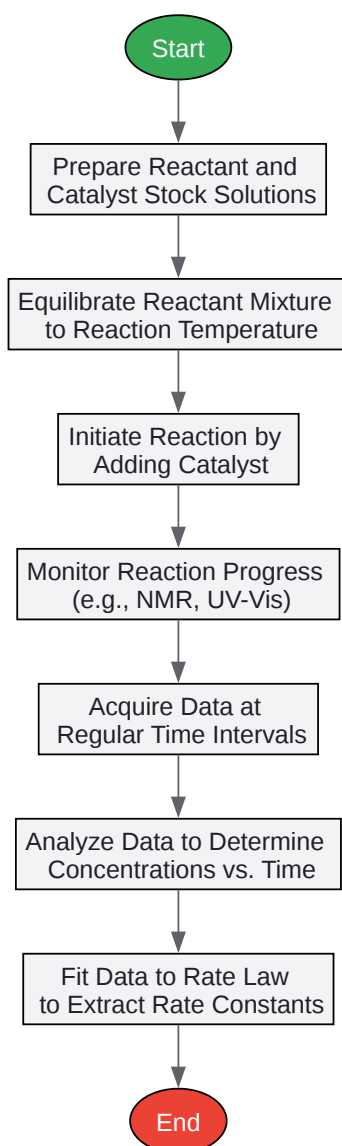 Start
Prepare Reactant and
Catalyst Stock Solutions
Equilibrate Reactant Mixture
to Reaction Temperature
Initiate Reaction by
Adding Catalyst
Monitor Reaction Progress
(e.g., NMR, UV-Vis)
Acquire Data at
Regular Time Intervals
Analyze Data to Determine
Concentrations vs. Time
Fit Data to Rate Law
to Extract Rate Constants
End